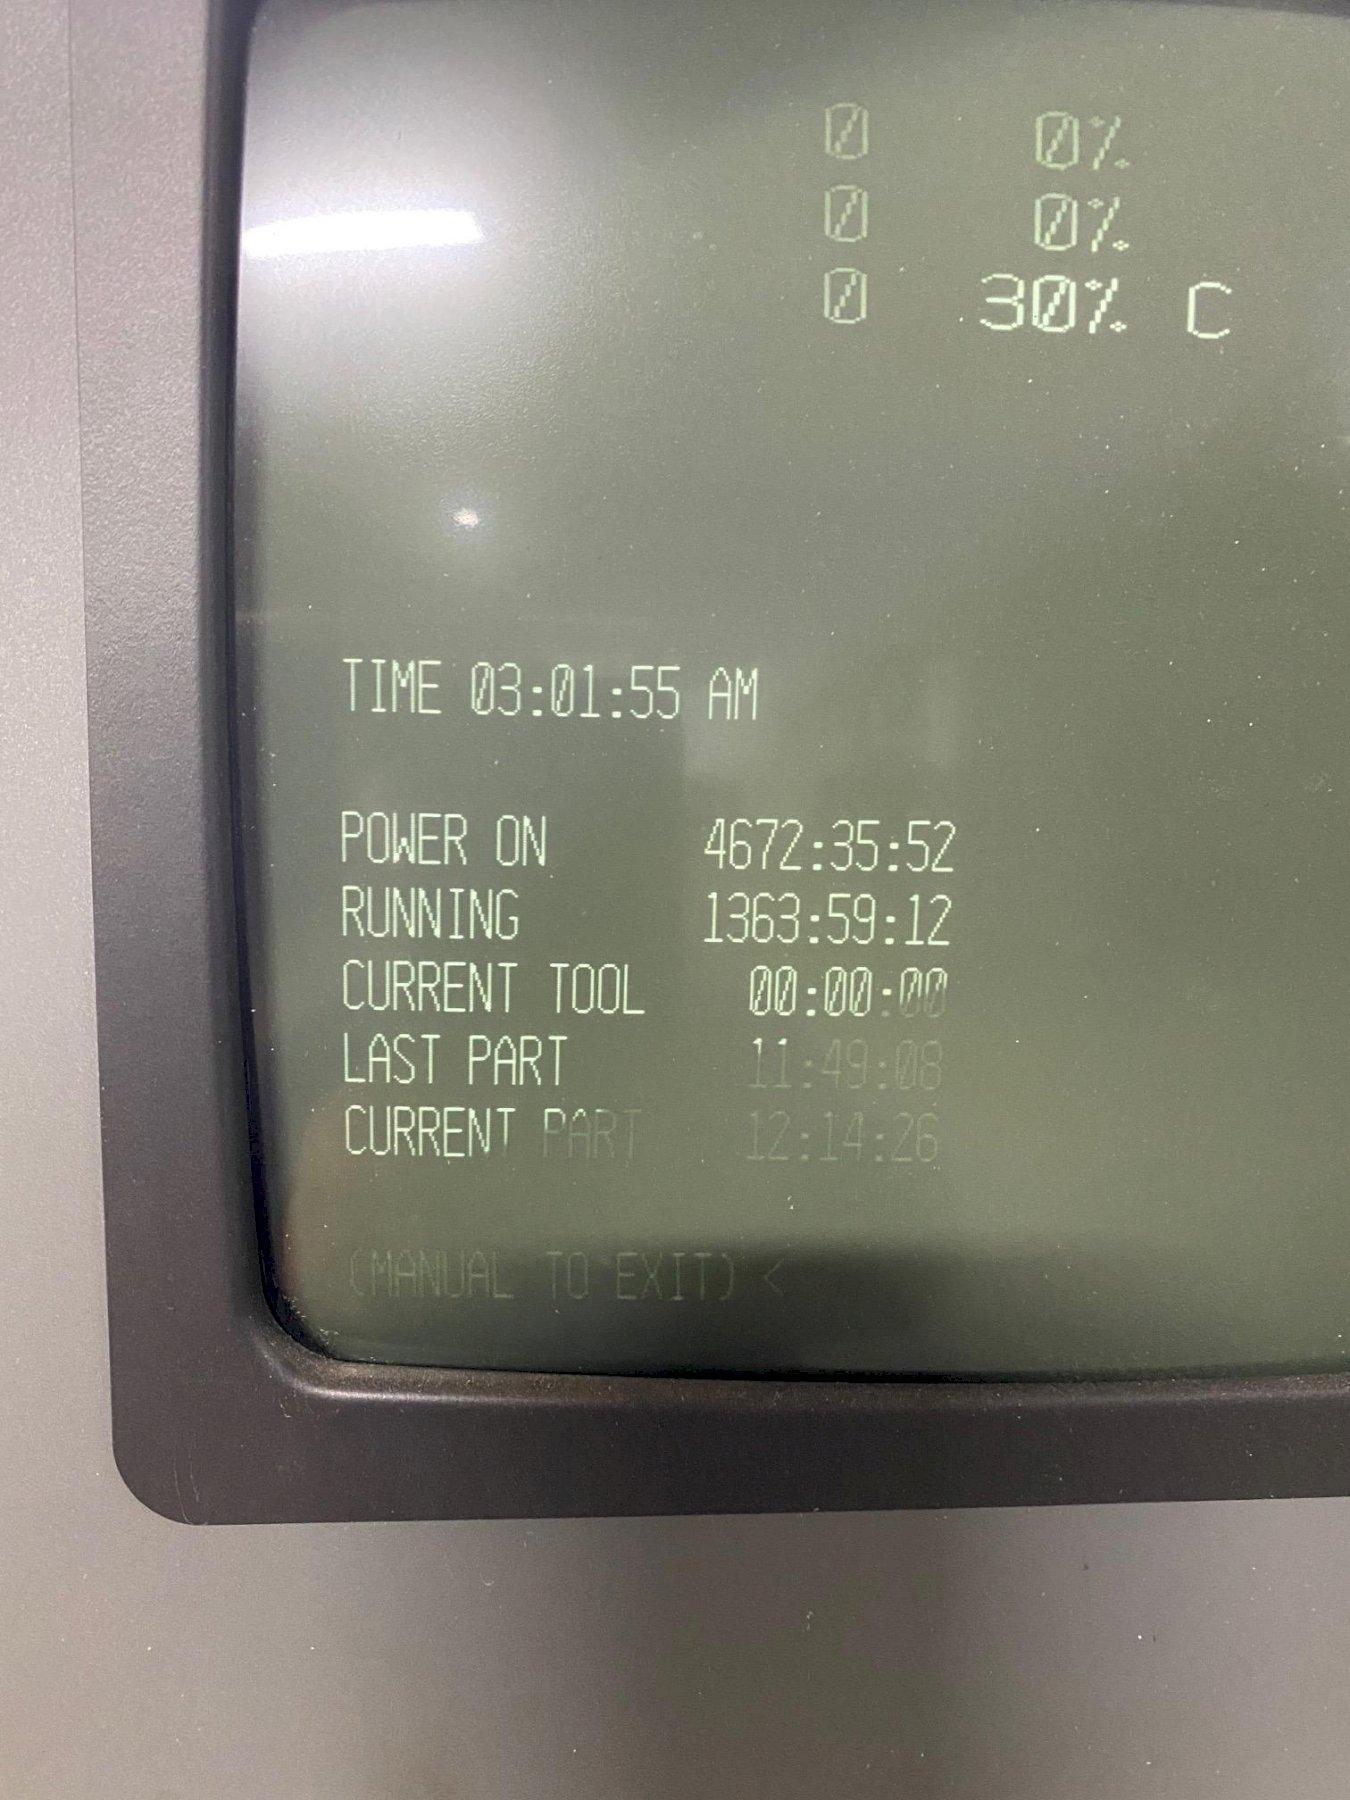 0 0%
0 0%
0 30% C
TIME 03:01:55 AM
POWER ON 4672:35:52
RUNNING 1363:59:12
CURRENT TOOL 00:00:00
LAST PART 11:49:08
CURRENT PART 12:14:26
(MANUAL TO EXIT) <